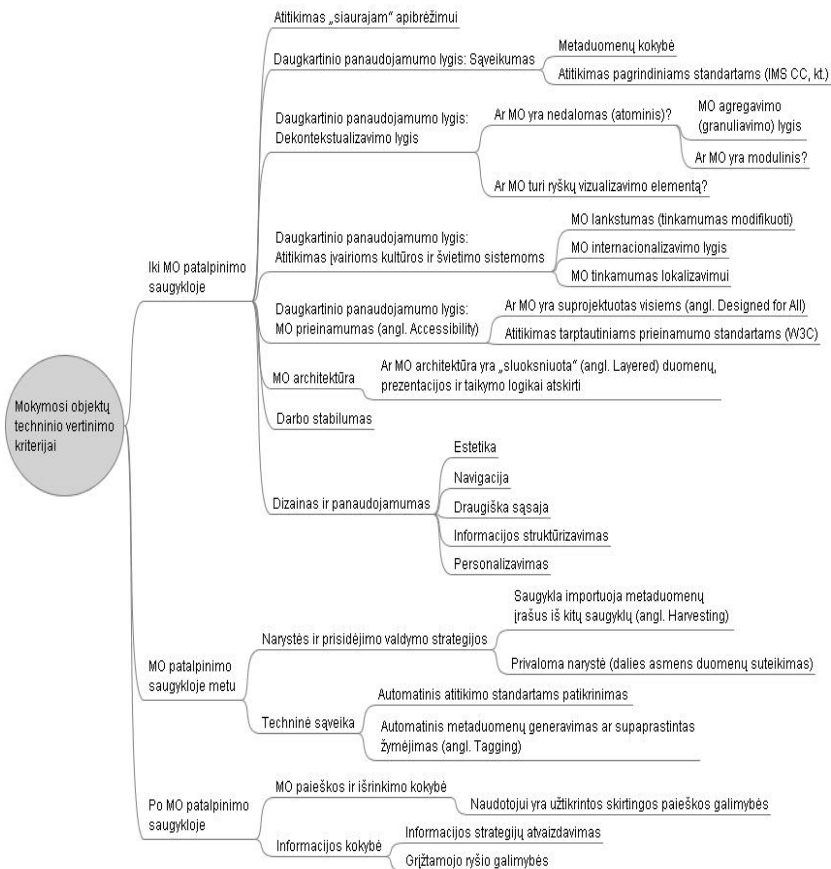 Mokymosi objektų
techninio vertinimo
kriterijai
Iki MO patalpinimo
saugykloje
Atitikimas „siaurajam“ apibrėžimui
Daugkartinio panaudojamumo lygis: Sąveikumas
Metaduomenų kokybė
Atitikimas pagrindiniams standartams (IMS CC, kt.)
Daugkartinio panaudojamumo lygis:
Dekontekstualizavimo lygis
Ar MO yra nedalomas (atominis)?
MO agregavimo
(granuliavimo) lygis
Ar MO yra modulinis?
Ar MO turi ryškų vizualizavimo elementą?
Daugkartinio panaudojamumo lygis:
Atitikimas įvairioms kultūros ir švietimo sistemoms
MO lankstumas (tinkamumas modifikuoti)
MO internacionalizavimo lygis
MO tinkamumas lokalizavimui
Daugkartinio panaudojamumo lygis:
MO prieinamumas (angl. Accessibility)
Ar MO yra suprojektuotas visiems (angl. Designed for All)
Atitikimas tarptautiniams prieinamumo standartams (W3C)
MO architektūra
Ar MO architektūra yra „sluoksniuota“ (angl. Layered) duomenų,
prezentacijos ir taikymo logikai atskirti
Darbo stabilumas
Dizainas ir panaudojamumas
Estetika
Navigacija
Draugiška sąsaja
Informacijos struktūrizavimas
Personalizavimas
MO patalpinimo
saugykloje metu
Narystės ir prisidėjimo valdymo strategijos
Saugykla importuoja metaduomenų
įrašus iš kitų saugyklų (angl. Harvesting)
Privaloma narystė (dalies asmens duomenų suteikimas)
Techninė sąveika
Automatinis atitikimo standartams patikrinimas
Automatinis metaduomenų generavimas ar supaprastintas
žymėjimas (angl. Tagging)
Po MO patalpinimo
saugykloje
MO paieškos ir išrinkimo kokybė
Naudotojui yra užtikrintos skirtingos paieškos galimybės
Informacijos kokybė
Informacijos strategijų atvaizdavimas
Grįžtamojo ryšio galimybės